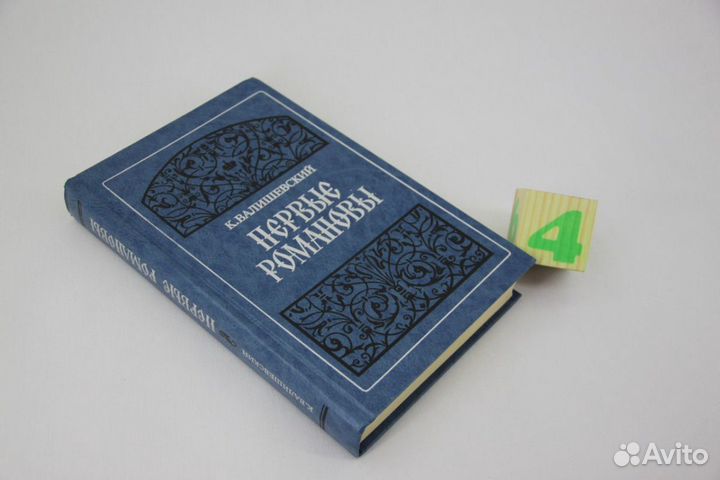 К. ВАЛИШЕВСКИЙ
ПЕРВЫЕ
РОМАНОВЫ
К. ВАЛИШЕВСКИЙ ПЕРВЫЕ РОМАНОВЫ
4
Avito